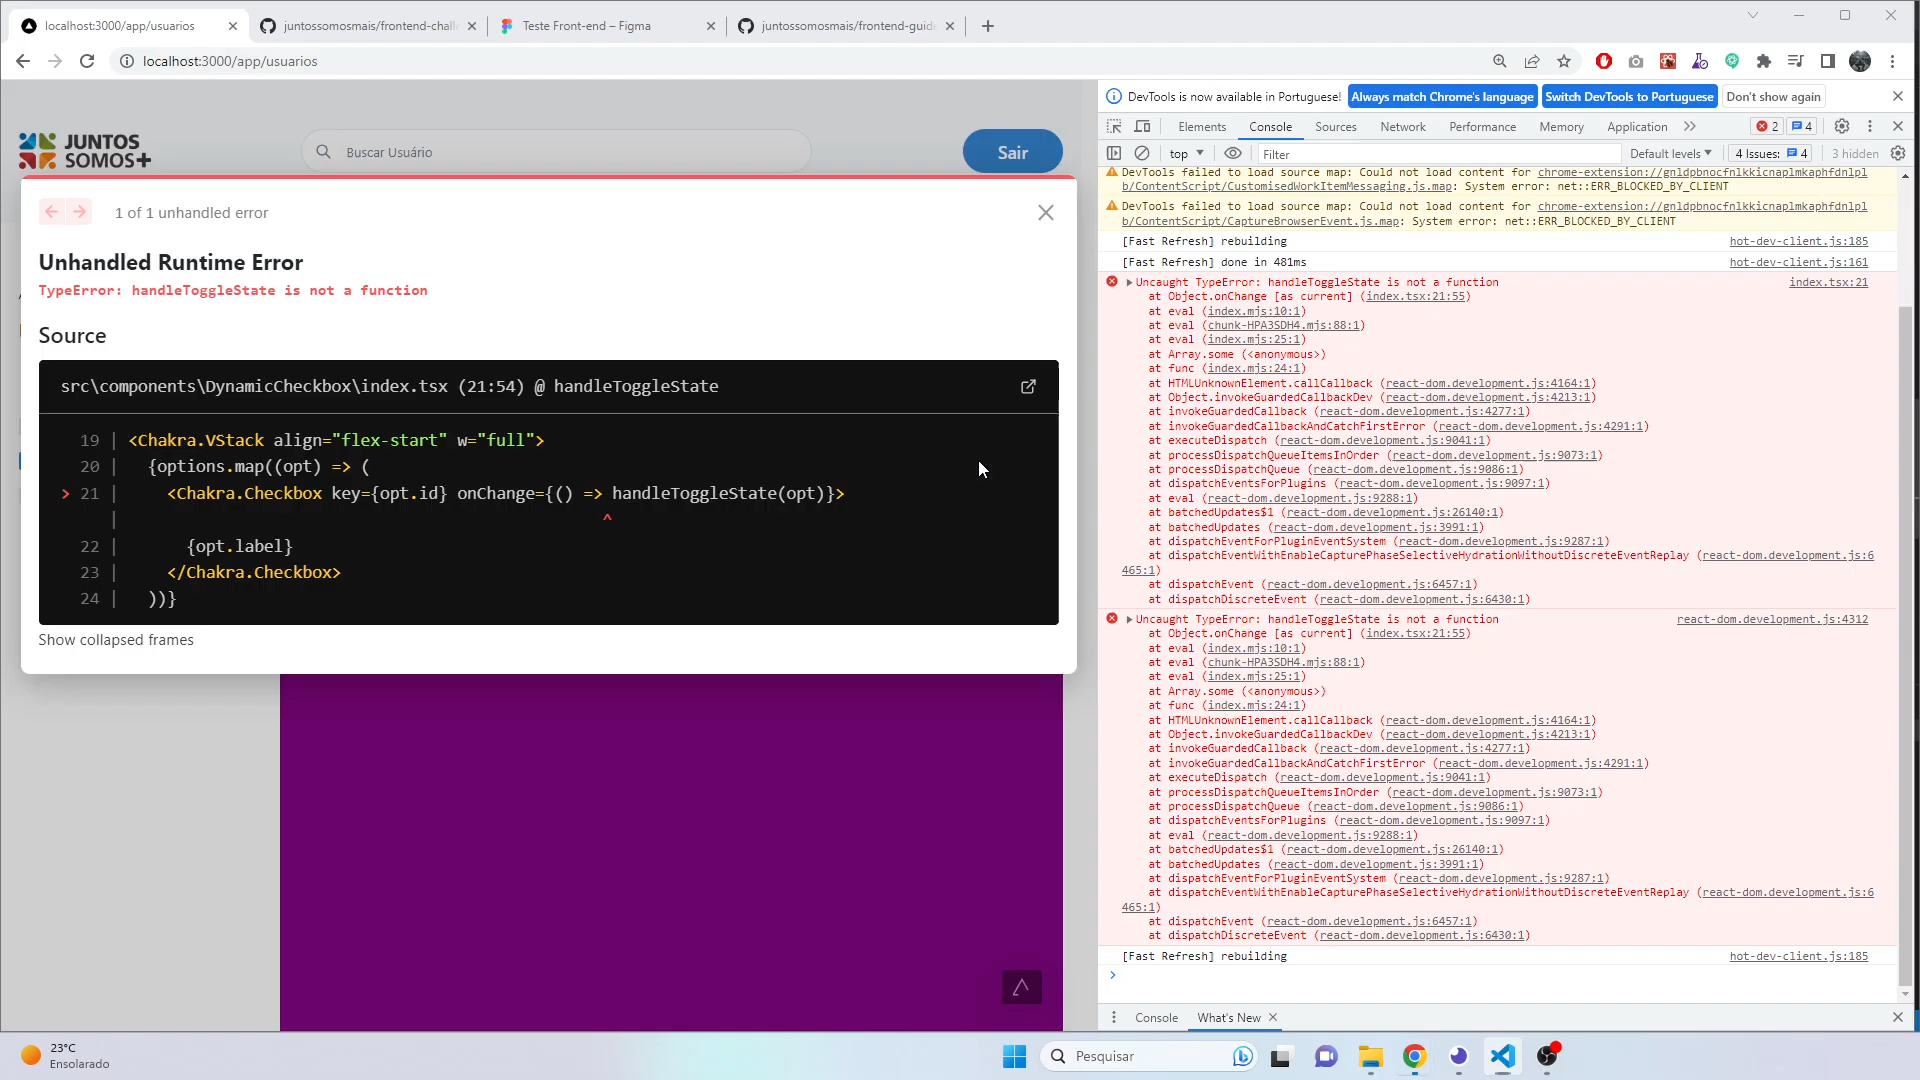 localhost:3000/app/usuarios
juntossomosmais/frontend-chall
Teste Front-end – Figma
juntossomosmais/frontend-guide
localhost:3000/app/usuarios
JUNTOS
SOMOS+
Buscar Usuário
Sair
1 of 1 unhandled error
Unhandled Runtime Error
TypeError: handleToggleState is not a function
Source
src\components\DynamicCheckbox\index.tsx (21:54) @ handleToggleState
19 | <Chakra.VStack align="flex-start" w="full">
20 | {options.map((opt) => (
> 21 | <Chakra.Checkbox key={opt.id} onChange={() => handleToggleState(opt)}>
| ^
22 | {opt.label}
23 | </Chakra.Checkbox>
24 | ))}
Show collapsed frames
DevTools is now available in Portuguese! Always match Chrome's language Switch DevTools to Portuguese Don't show again
Elements Console Sources Network Performance Memory Application 2 4
top Filter Default levels 4 Issues: 4 3 hidden
DevTools failed to load source map: Could not load content for chrome-extension://gnldpbnocfnlkkicnaplmkaphfdnlpl
b/ContentScript/CustomisedWorkItemMessaging.js.map: System error: net::ERR_BLOCKED_BY_CLIENT
DevTools failed to load source map: Could not load content for chrome-extension://gnldpbnocfnlkkicnaplmkaphfdnlpl
b/ContentScript/CaptureBrowserEvent.js.map: System error: net::ERR_BLOCKED_BY_CLIENT
[Fast Refresh] rebuilding hot-dev-client.js:185
[Fast Refresh] done in 481ms hot-dev-client.js:161
Uncaught TypeError: handleToggleState is not a function index.tsx:21
at Object.onChange [as current] (index.tsx:21:55)
at eval (index.mjs:10:1)
at eval (chunk-HPA3SDH4.mjs:88:1)
at eval (index.mjs:25:1)
at Array.some (<anonymous>)
at func (index.mjs:24:1)
at HTMLUnknownElement.callCallback (react-dom.development.js:4164:1)
at Object.invokeGuardedCallbackDev (react-dom.development.js:4213:1)
at invokeGuardedCallback (react-dom.development.js:4277:1)
at invokeGuardedCallbackAndCatchFirstError (react-dom.development.js:4291:1)
at executeDispatch (react-dom.development.js:9041:1)
at processDispatchQueueItemsInOrder (react-dom.development.js:9073:1)
at processDispatchQueue (react-dom.development.js:9086:1)
at dispatchEventsForPlugins (react-dom.development.js:9097:1)
at eval (react-dom.development.js:9288:1)
at batchedUpdates$1 (react-dom.development.js:26140:1)
at batchedUpdates (react-dom.development.js:3991:1)
at dispatchEventForPluginEventSystem (react-dom.development.js:9287:1)
at dispatchEventWithEnableCapturePhaseSelectiveHydrationWithoutDiscreteEventReplay (react-dom.development.js:6
465:1)
at dispatchEvent (react-dom.development.js:6457:1)
at dispatchDiscreteEvent (react-dom.development.js:6430:1)
Uncaught TypeError: handleToggleState is not a function react-dom.development.js:4312
at Object.onChange [as current] (index.tsx:21:55)
at eval (index.mjs:10:1)
at eval (chunk-HPA3SDH4.mjs:88:1)
at eval (index.mjs:25:1)
at Array.some (<anonymous>)
at func (index.mjs:24:1)
at HTMLUnknownElement.callCallback (react-dom.development.js:4164:1)
at Object.invokeGuardedCallbackDev (react-dom.development.js:4213:1)
at invokeGuardedCallback (react-dom.development.js:4277:1)
at invokeGuardedCallbackAndCatchFirstError (react-dom.development.js:4291:1)
at executeDispatch (react-dom.development.js:9041:1)
at processDispatchQueueItemsInOrder (react-dom.development.js:9073:1)
at processDispatchQueue (react-dom.development.js:9086:1)
at dispatchEventsForPlugins (react-dom.development.js:9097:1)
at eval (react-dom.development.js:9288:1)
at batchedUpdates$1 (react-dom.development.js:26140:1)
at batchedUpdates (react-dom.development.js:3991:1)
at dispatchEventForPluginEventSystem (react-dom.development.js:9287:1)
at dispatchEventWithEnableCapturePhaseSelectiveHydrationWithoutDiscreteEventReplay (react-dom.development.js:6
465:1)
at dispatchEvent (react-dom.development.js:6457:1)
at dispatchDiscreteEvent (react-dom.development.js:6430:1)
[Fast Refresh] rebuilding hot-dev-client.js:185
Console What's New
23°C
Ensolarado
Pesquisar